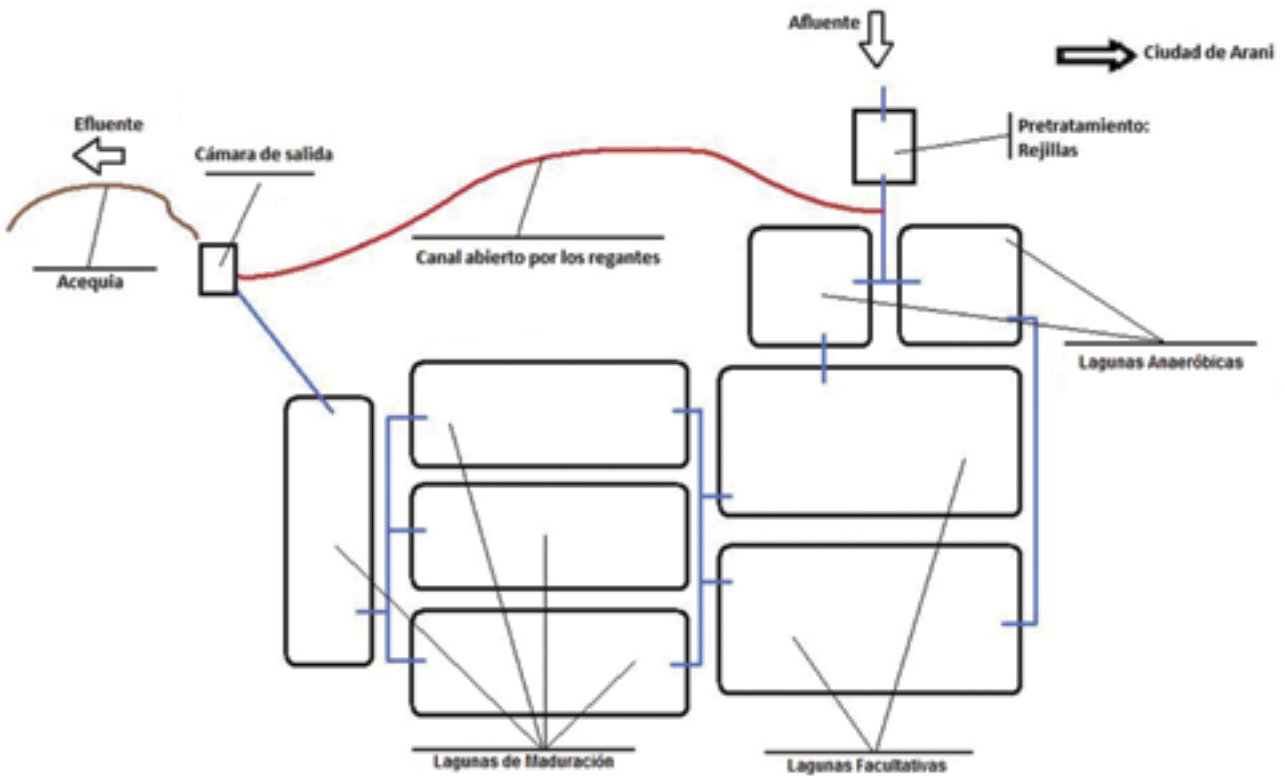 Afluente
Ciudad de Arani
Efluente
Cámara de salida
Pretratamiento:
Rejillas
Canal abierto por los regantes
Acequia
Lagunas Anaeróbicas
Lagunas de Maduración
Lagunas Facultativas